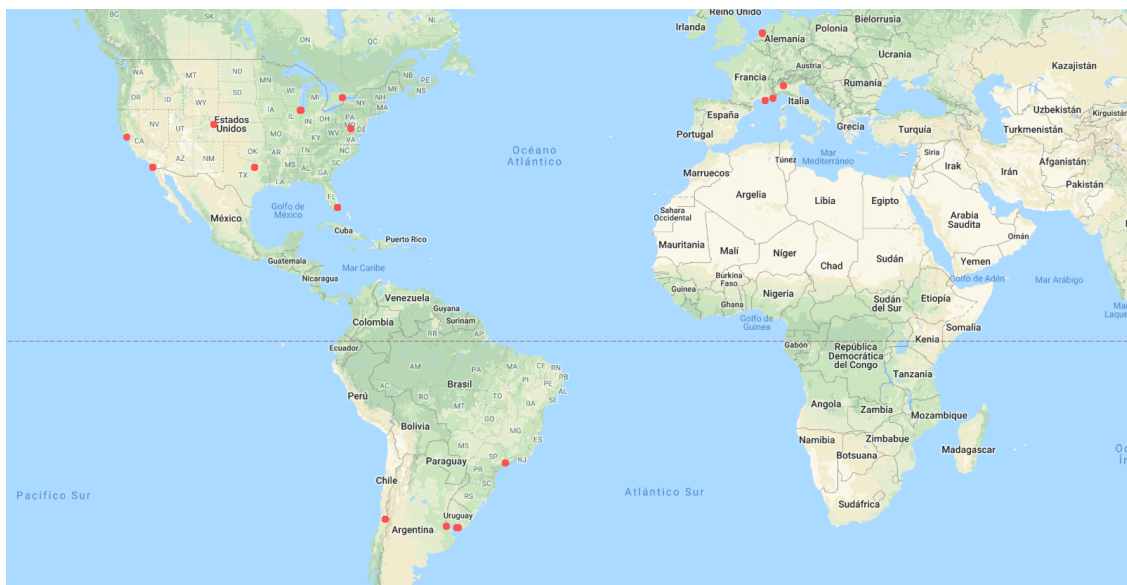 BC
AB
SK
ON
QC
NB
PE
NS
WA
MT
ND
MN
OR
ID
WY
SD
MI
NY
NH
MA
NV
UT
IA
IL
IN
OH
PA
MD
DE
Estados
Unidos
CA
MO
KY
WV
VA
AZ
NM
OK
AR
TN
NC
SC
TX
LA
MS
AL
GA
FL
Golfo de
México
México
Cuba
Puerto Rico
Guatemala
Nicaragua
Mar Caribe
Océano
Atlántico
Venezuela
Guyana
Surinam
Colombia
Ecuador
RR
AP
AM
PA
MA
CE
RN
PB
PE
AL
SE
PI
AC
RO
TO
BA
MT
Brasil
Perú
Bolivia
GO
MG
ES
MS
SP
RJ
Paraguay
PR
SC
RS
Chile
Uruguay
Argentina
Pacífico Sur
Atlántico Sur
Reino Unido
Irlanda
Polonia
Bielorrusia
Alemania
Ucrania
Kazajistán
Francia
Austria
Rumanía
Italia
España
Portugal
Grecia
Turquía
Uzbekistán
Kirguistán
Turkmenistán
Mar
Mediterráneo
Túnez
Siria
Irak
Irán
Afganistán
Pakistán
Marruecos
Argelia
Libia
Egipto
Sahara
Occidental
Arabia
Saudita
Omán
Mauritania
Malí
Níger
Chad
Sudán
Yemen
Golfo de Adén
Mar Arábigo
Mar
Laque
Burkina
Faso
Guinea
Ghana
Nigeria
Sudán
del Sur
Etiopía
Somalia
Golfo de
Guinea
Gabón
República
Democrática
del Congo
Kenia
Tanzania
Angola
Zambia
Mozambique
Namibia
Zimbabue
Botsuana
Madagascar
Sudáfrica
Oc
Ín